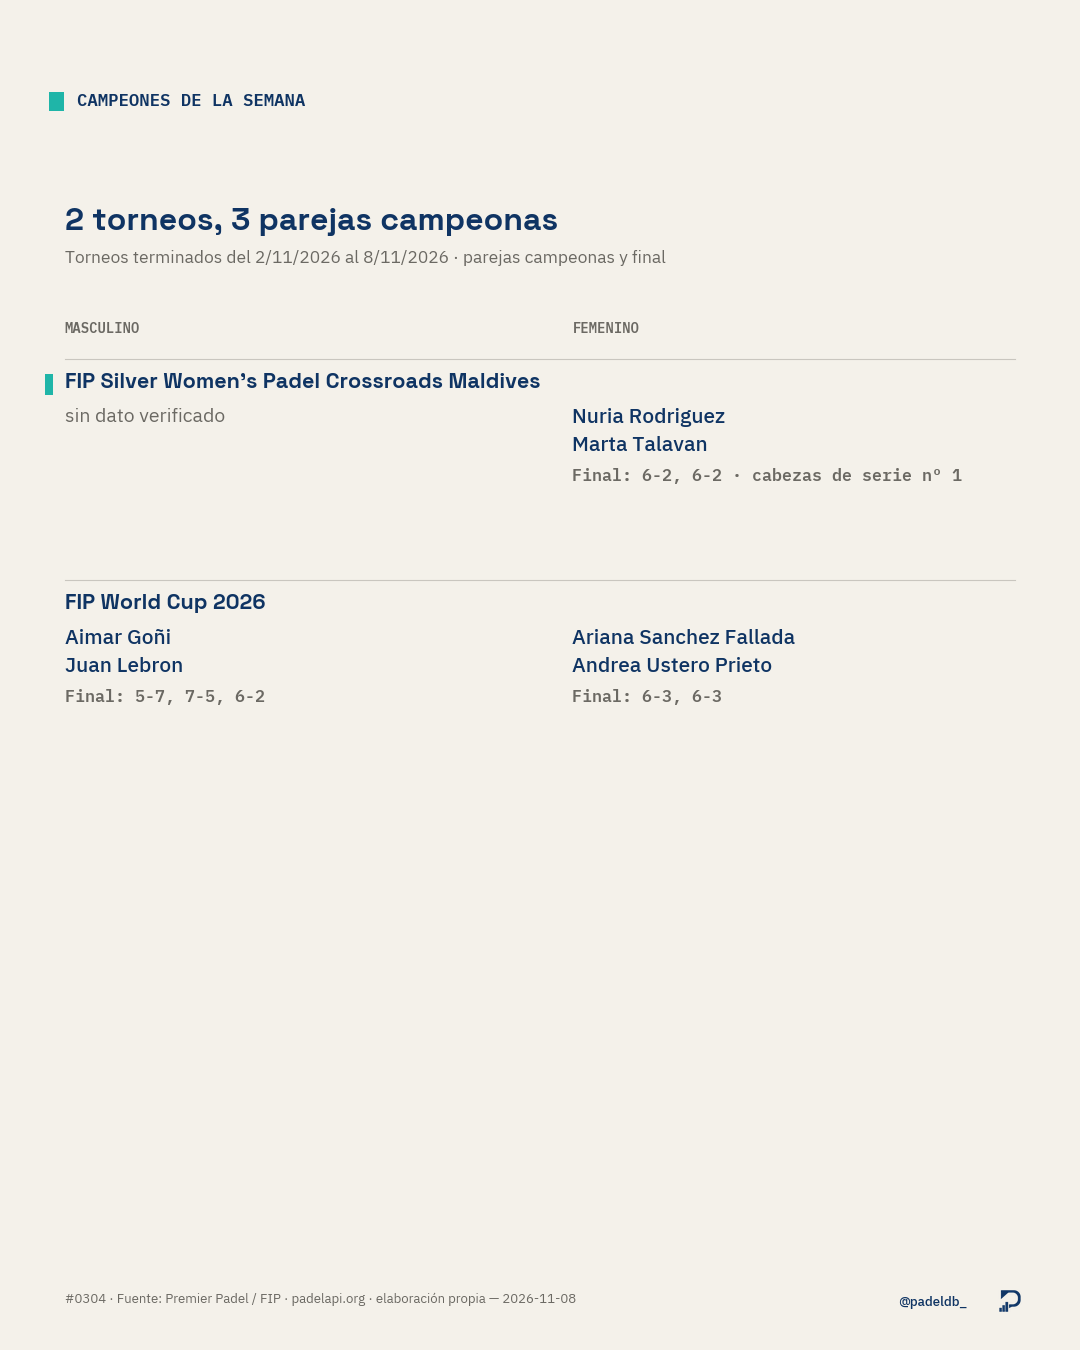 CAMPEONES DE LA SEMANA
2 torneos, 3 parejas campeonas
Torneos terminados del 2/11/2026 al 8/11/2026 · parejas campeonas y final
MASCULINO
FEMENINO
FIP Silver Women’s Padel Crossroads Maldives
sin dato verificado
Nuria Rodriguez
Marta Talavan
Final: 6-2, 6-2 · cabezas de serie nº 1
FIP World Cup 2026
Aimar Goñi
Juan Lebron
Final: 5-7, 7-5, 6-2
Ariana Sanchez Fallada
Andrea Ustero Prieto
Final: 6-3, 6-3
#0304 · Fuente: Premier Padel / FIP · padelapi.org · elaboración propia — 2026-11-08
@padeldb_